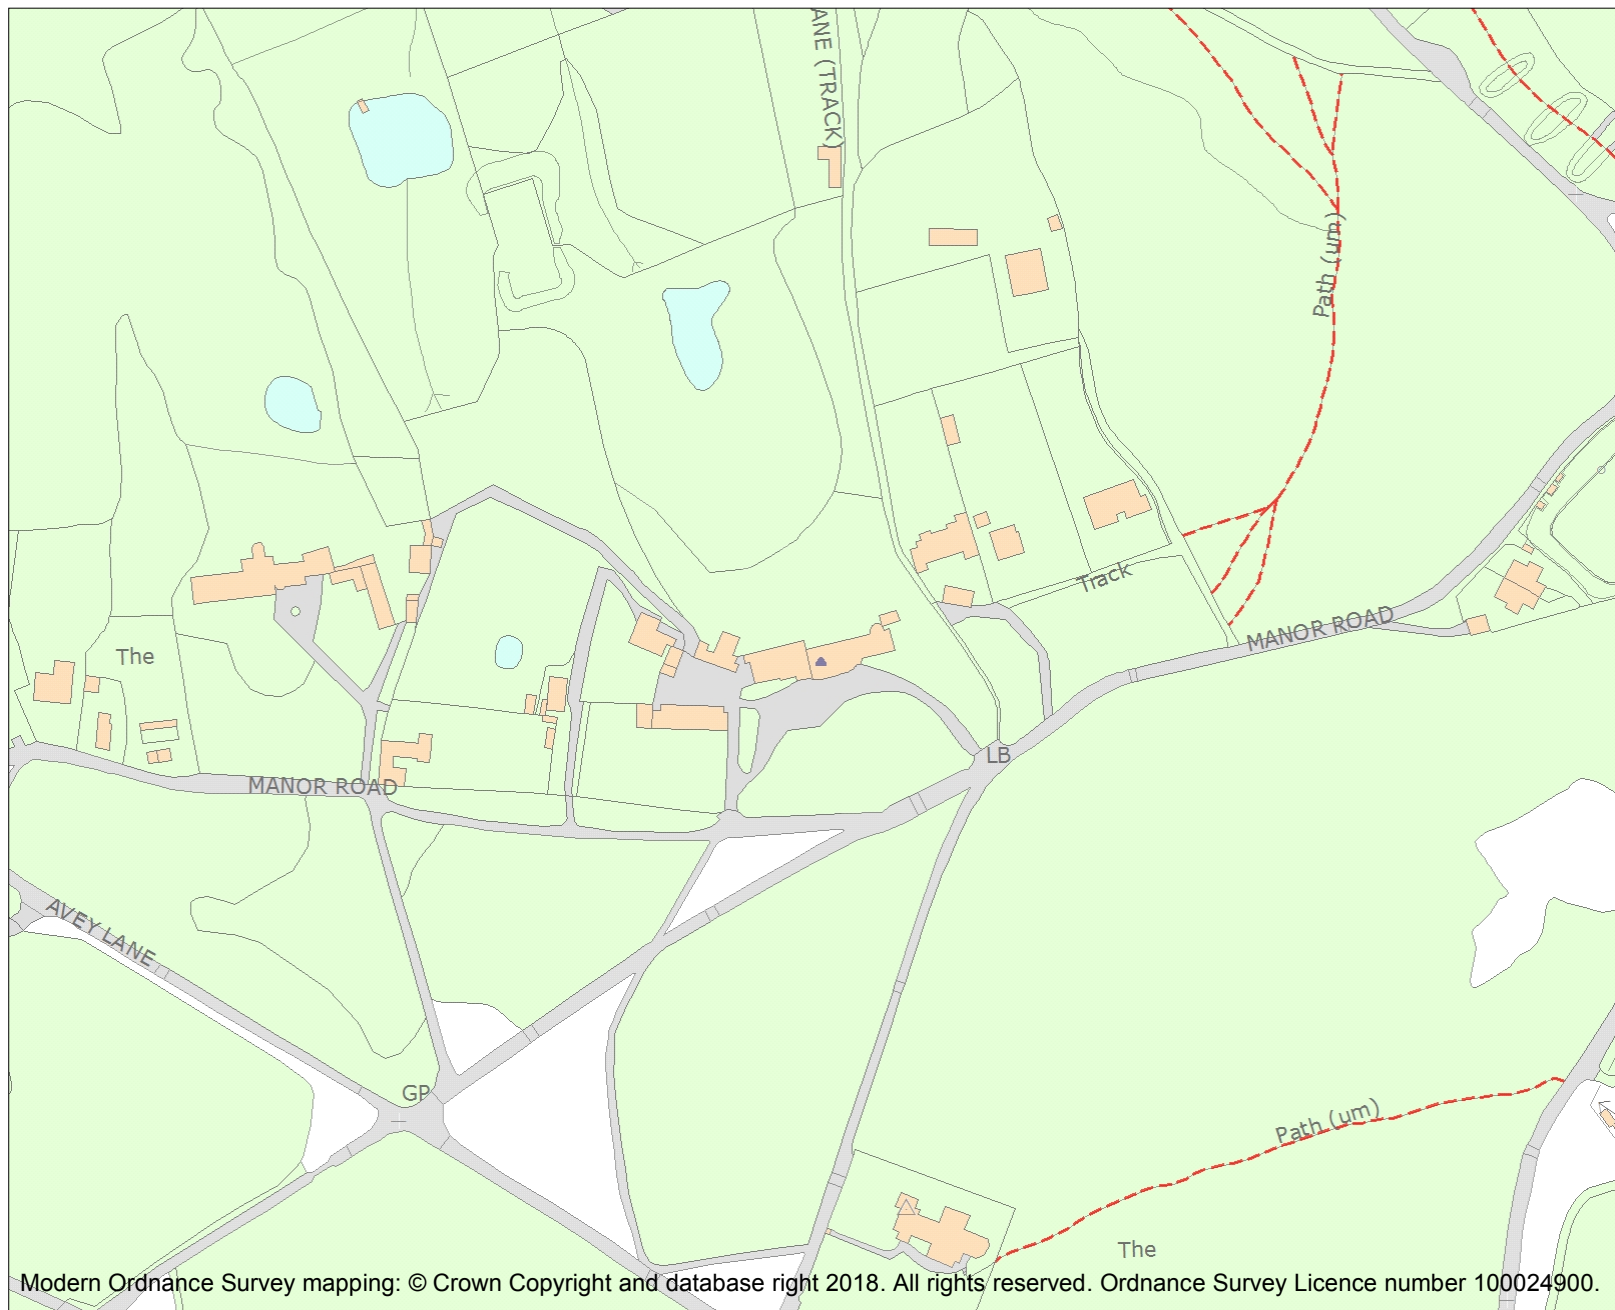 ANE (TRACK)
Path (um)
Track
MANOR ROAD
The
LB
MANOR ROAD
AVEY LANE
GP
Path (um)
The
Modern Ordnance Survey mapping: © Crown Copyright and database right 2018. All rights reserved. Ordnance Survey Licence number 100024900.